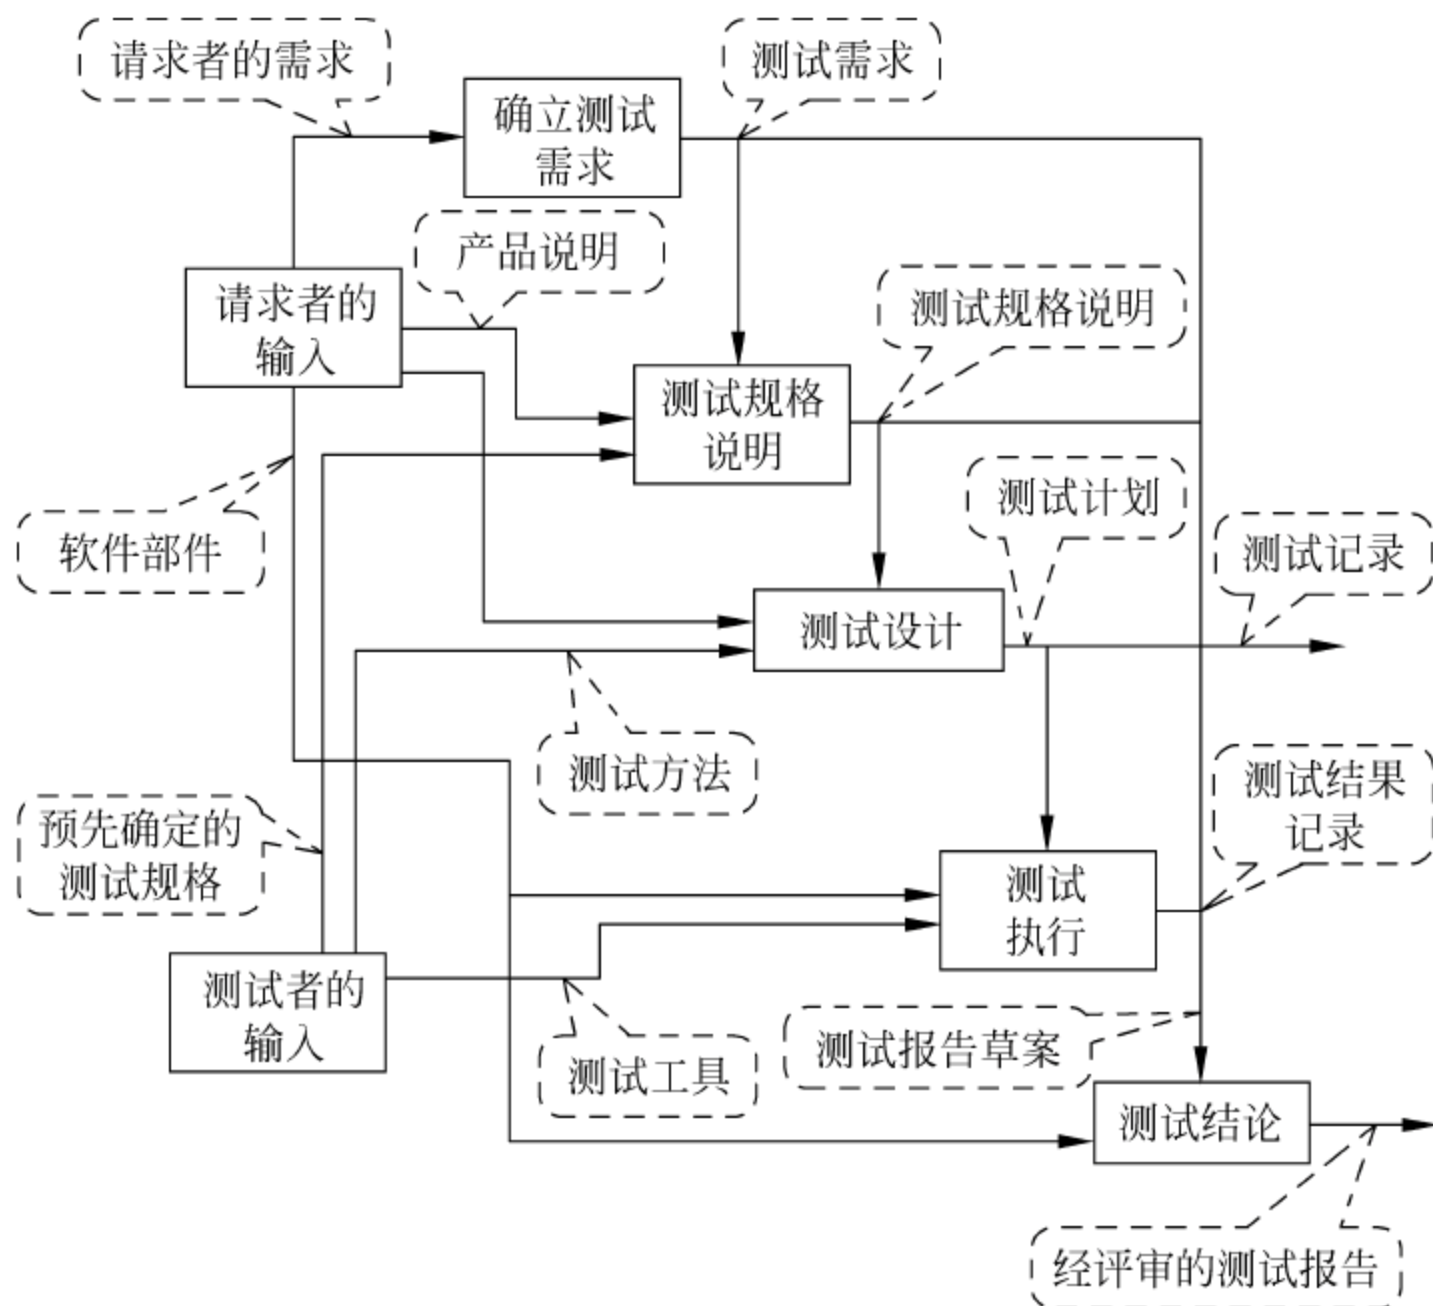 请求者的需求
测试需求
确立测试
需求
产品说明
请求者的
输入
测试规格说明
测试规格
说明
测试计划
软件部件
测试记录
测试设计
测试方法
测试结果
记录
预先确定的
测试规格
测试
执行
测试者的
输入
测试报告草案
测试工具
测试结论
经评审的测试报告